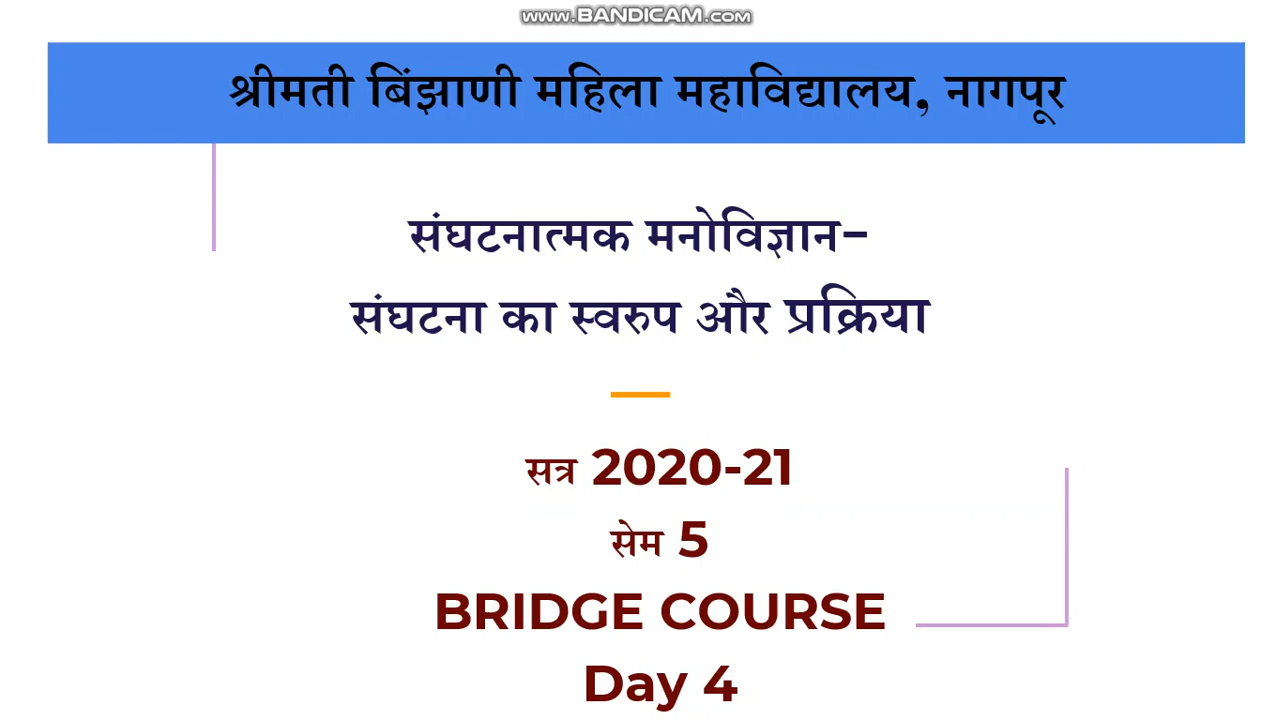 www.BANDICAM.com
श्रीमती बिंझाणी महिला महाविद्यालय, नागपूर
संघटनात्मक मनोविज्ञान-
संघटना का स्वरुप और प्रक्रिया
सत्र 2020-21
सेम 5
BRIDGE COURSE
Day 4